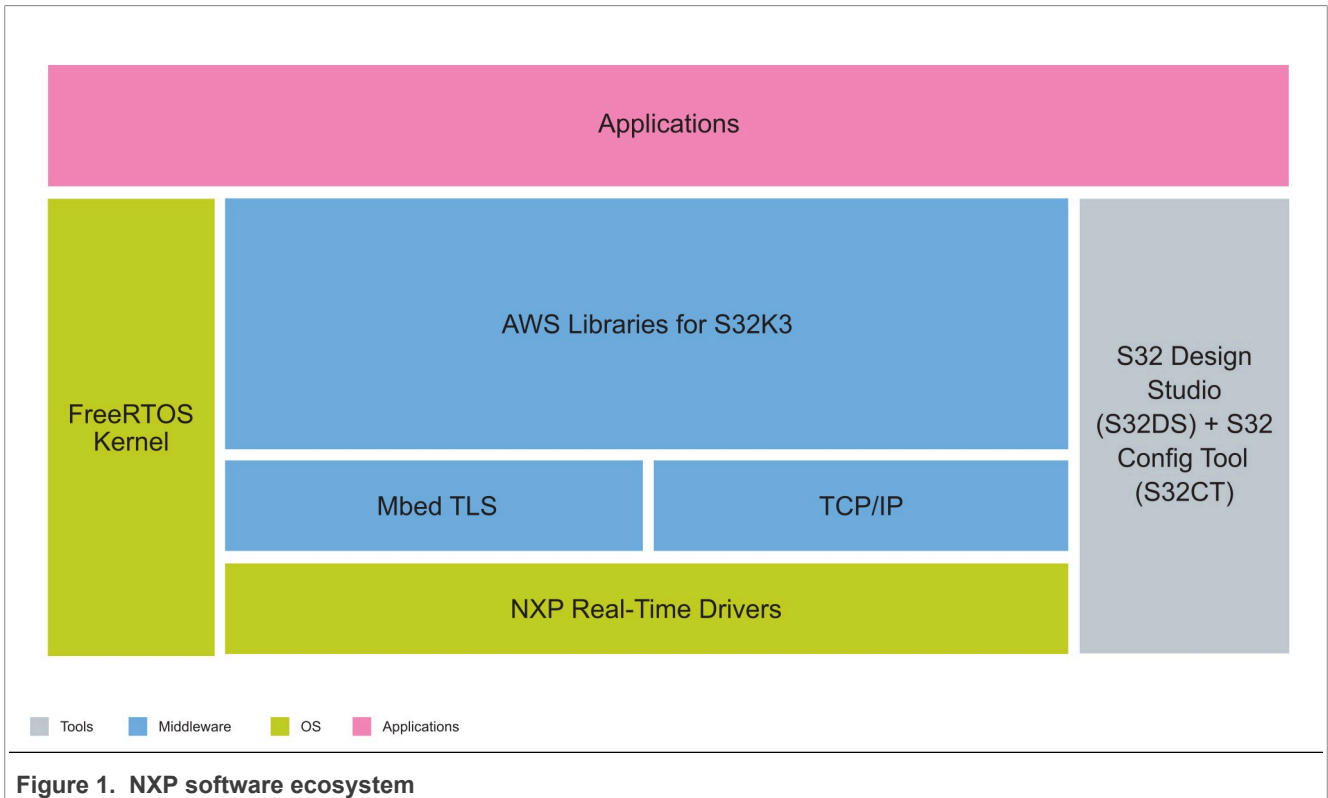 Applications
FreeRTOS
Kernel
AWS Libraries for S32K3
S32 Design
Studio
(S32DS) + S32
Config Tool
(S32CT)
Mbed TLS
TCP/IP
NXP Real-Time Drivers
Tools
Middleware
OS
Applications
Figure 1. NXP software ecosystem